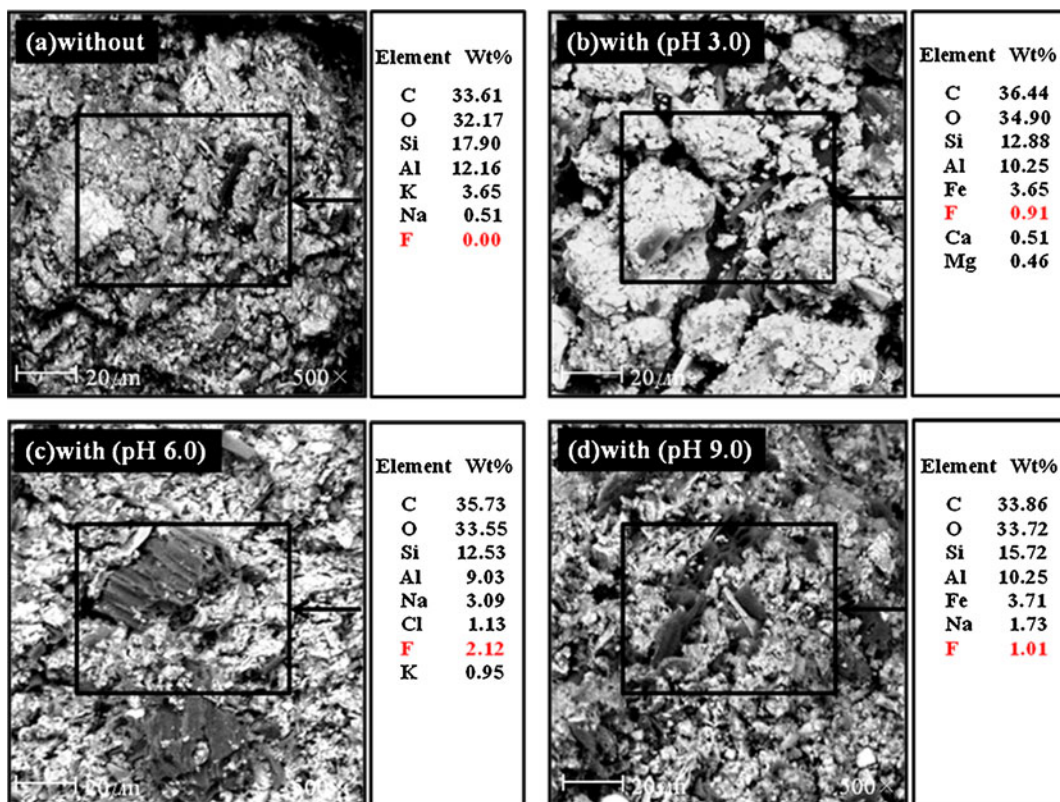 (a)without
Element Wt%
C 33.61
O 32.17
Si 17.90
Al 12.16
K 3.65
Na 0.51
F 0.00
20μm 500×
(b)with (pH 3.0)
Element Wt%
C 36.44
O 34.90
Si 12.88
Al 10.25
Fe 3.65
F 0.91
Ca 0.51
Mg 0.46
20μm 500×
(c)with (pH 6.0)
Element Wt%
C 35.73
O 33.55
Si 12.53
Al 9.03
Na 3.09
Cl 1.13
F 2.12
K 0.95
20μm 500×
(d)with (pH 9.0)
Element Wt%
C 33.86
O 33.72
Si 15.72
Al 10.25
Fe 3.71
Na 1.73
F 1.01
20μm 500×